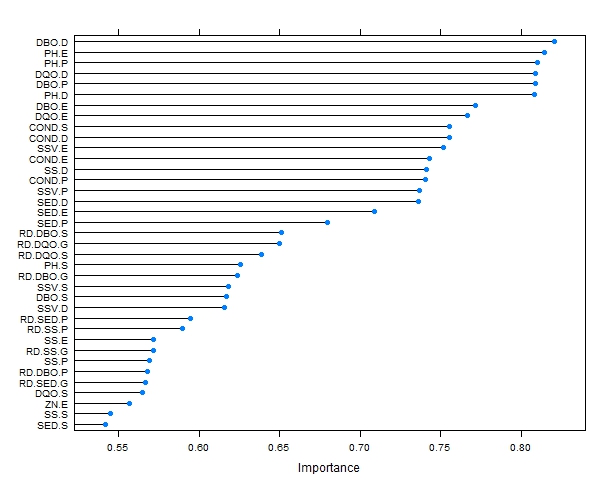 DBO.D
PH.E
PH.P
DQO.D
DBO.P
PH.D
DBO.E
DQO.E
COND.S
COND.D
SSV.E
COND.E
SS.D
COND.P
SSV.P
SED.D
SED.E
SED.P
RD.DBO.S
RD.DQO.G
RD.DQO.S
PH.S
RD.DBO.G
SSV.S
DBO.S
SSV.D
RD.SED.P
RD.SS.P
SS.E
RD.SS.G
SS.P
RD.DBO.P
RD.SED.G
DQO.S
ZN.E
SS.S
SED.S
0.55 0.60 0.65 0.70 0.75 0.80
Importance